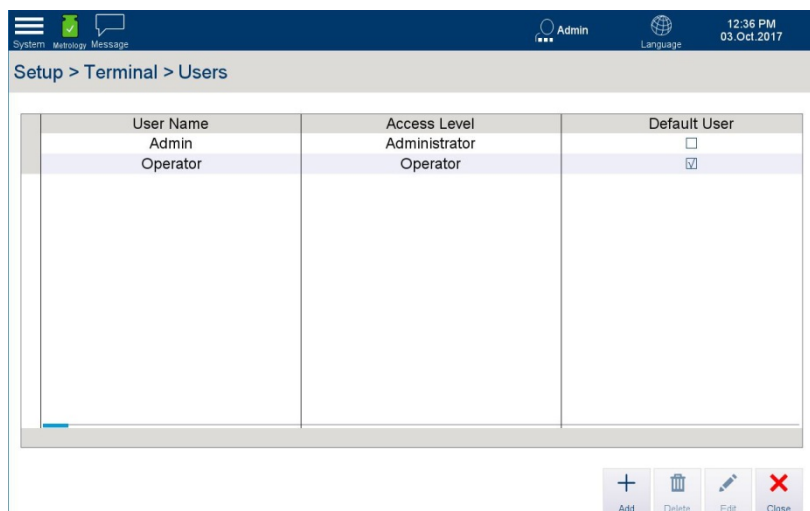 System Metrology Message Admin Language 12:36 PM
03.Oct.2017
Setup > Terminal > Users
User Name Access Level Default User
Admin Administrator
Operator Operator
Add Delete Edit Close